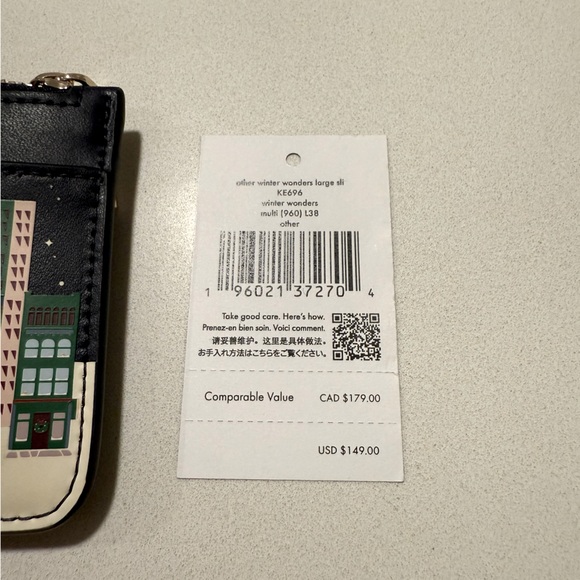 other winter wonders large sli
KE696
winter wonders
multi (960) L38
other
1 96021 37270 4
Take good care. Here's how.
Prenez-en bien soin. Voici comment.
请妥善维护。这里是具体做法。
お手入れ方法はこちらをご覧ください。
Comparable Value CAD $179.00
USD $149.00